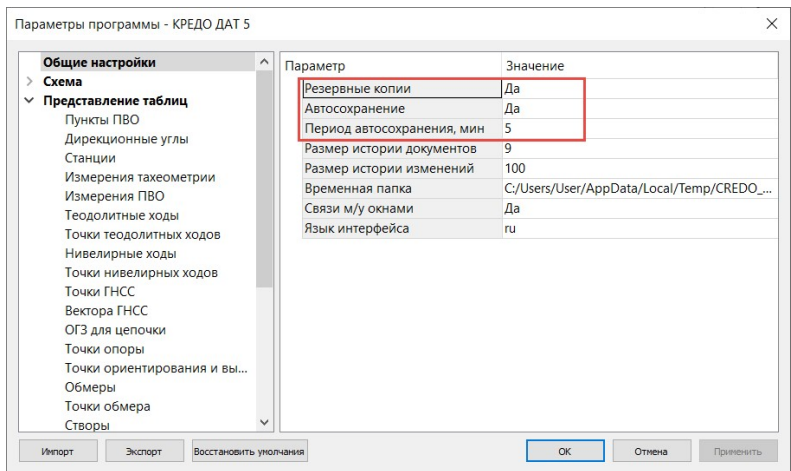 Параметры программы - КРЕДО ДАТ 5
Общие настройки
Схема
Представление таблиц
Пункты ПВО
Дирекционные углы
Станции
Измерения тахеометрии
Измерения ПВО
Теодолитные ходы
Точки теодолитных ходов
Нивелирные ходы
Точки нивелирных ходов
Точки ГНСС
Вектора ГНСС
ОГЗ для цепочки
Точки опоры
Точки ориентирования и вы...
Обмеры
Точки обмера
Створы
Параметр Значение
Резервные копии Да
Автосохранение Да
Период автосохранения, мин 5
Размер истории документов 9
Размер истории изменений 100
Временная папка C:/Users/User/AppData/Local/Temp/CREDO_...
Связи м/у окнами Да
Язык интерфейса ru
Импорт Экспорт Восстановить умолчания OK Отмена Применить